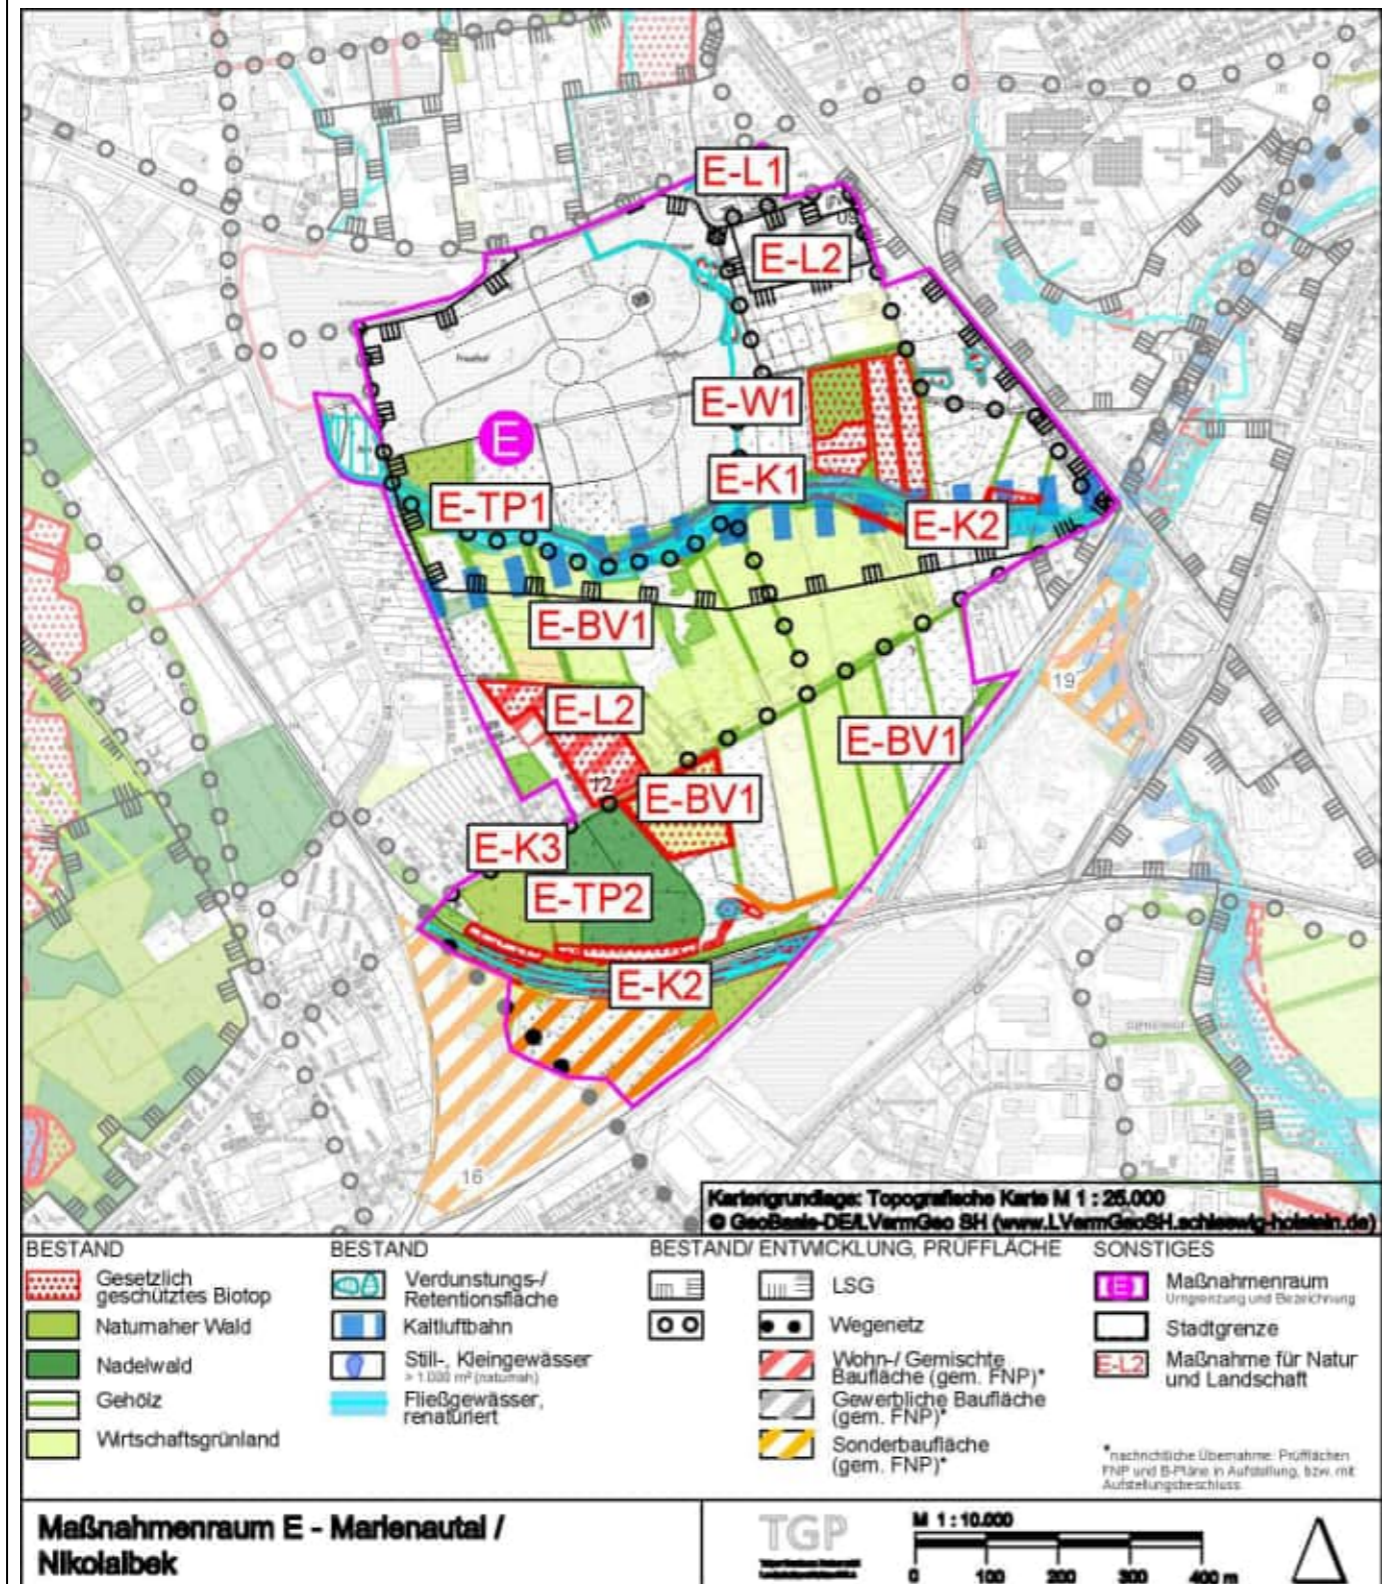 E-L1
E-L2
Friedhof
E-W1
E
E-K1
E-TP1
E-K2
E-BV1
19
E-L2
E-BV1
12
E-BV1
E-K3
E-TP2
E-K2
16
Kartengrundlage: Topografische Karte M 1 : 25.000
© GeoBasis-DE/LVermGeo SH (www.LVermGeoSH.schleswig-holstein.de)
BESTAND
Gesetzlich
geschütztes Biotop
Naturnaher Wald
Nadelwald
Gehölz
Wirtschaftsgrünland
BESTAND
Verdunstungs-/
Retentionsfläche
Kaltluftbahn
Still-, Kleingewässer
> 1.000 m² (naturnah)
Fließgewässer,
renaturiert
BESTAND/ ENTWICKLUNG, PRÜFFLÄCHE
LSG
Wegenetz
Wohn-/ Gemischte
Baufläche (gem. FNP)*
Gewerbliche Baufläche
(gem. FNP)*
Sonderbaufläche
(gem. FNP)*
SONSTIGES
E
Maßnahmenraum
Umgrenzung und Bezeichnung
Stadtgrenze
E-L2
Maßnahme für Natur
und Landschaft
*nachrichtliche Übernahme: Prüfflächen
FNP und B-Pläne in Aufstellung, bzw. mit
Aufstellungsbeschluss
Maßnahmenraum E - Marienautal /
Nikolaibek
TGP
M 1 : 10.000
0 100 200 300 400 m